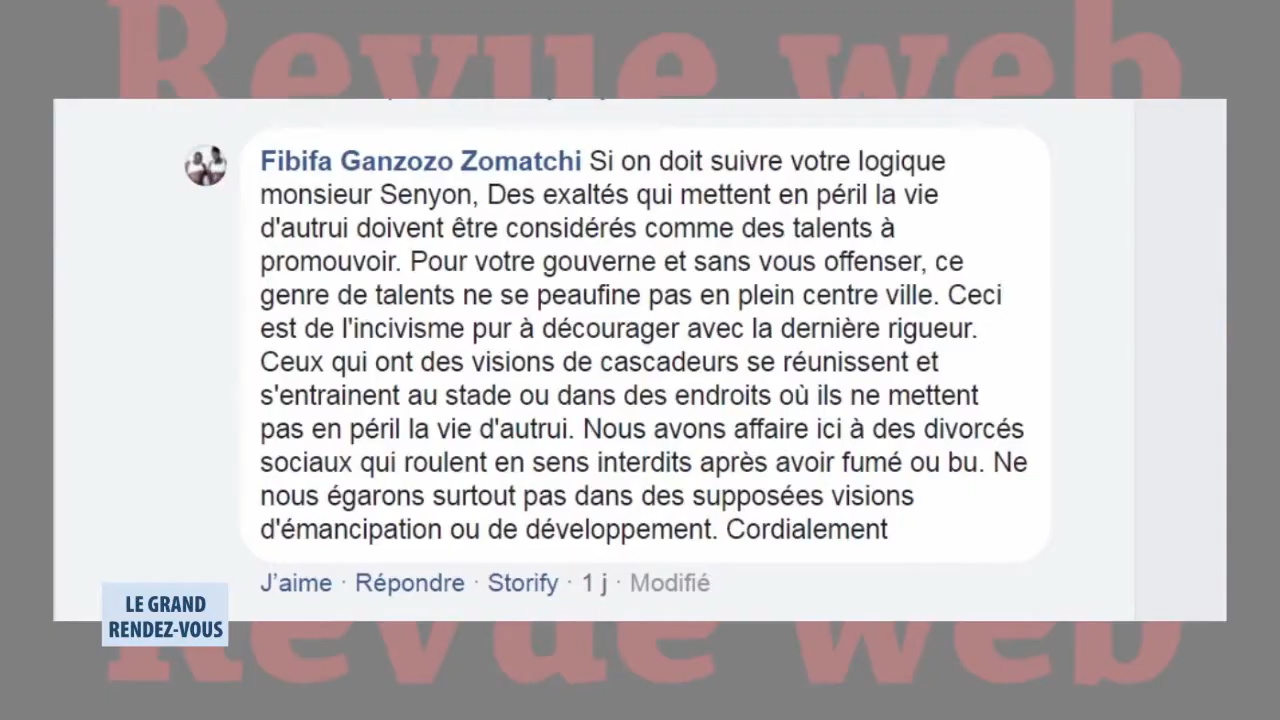 Revue web
Fibifa Ganzozo Zomatchi Si on doit suivre votre logique
monsieur Senyon, Des exaltés qui mettent en péril la vie
d'autrui doivent être considérés comme des talents à
promouvoir. Pour votre gouverne et sans vous offenser, ce
genre de talents ne se peaufine pas en plein centre ville. Ceci
est de l'incivisme pur à décourager avec la dernière rigueur.
Ceux qui ont des visions de cascadeurs se réunissent et
s'entrainent au stade ou dans des endroits où ils ne mettent
pas en péril la vie d'autrui. Nous avons affaire ici à des divorcés
sociaux qui roulent en sens interdits après avoir fumé ou bu. Ne
nous égarons surtout pas dans des supposées visions
d'émancipation ou de développement. Cordialement
J'aime · Répondre · Storify · 1 j · Modifié
LE GRAND
RENDEZ-VOUS
Revue web